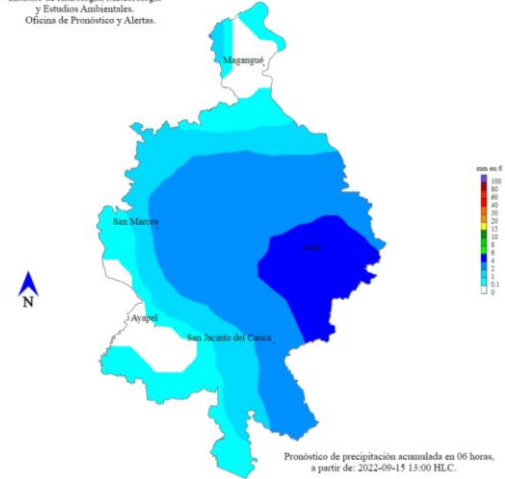 y Estudios Ambientales.
Oficina de Pronóstico y Alertas.
Magangué
San Marcos
Ayapel
San Jacinto del Cauca
N
mm en 6
100
80
60
40
30
20
15
10
8
6
4
2
1
0.1
0
Pronóstico de precipitación acumulada en 06 horas,
a partir de: 2022-09-15 13:00 HLC.